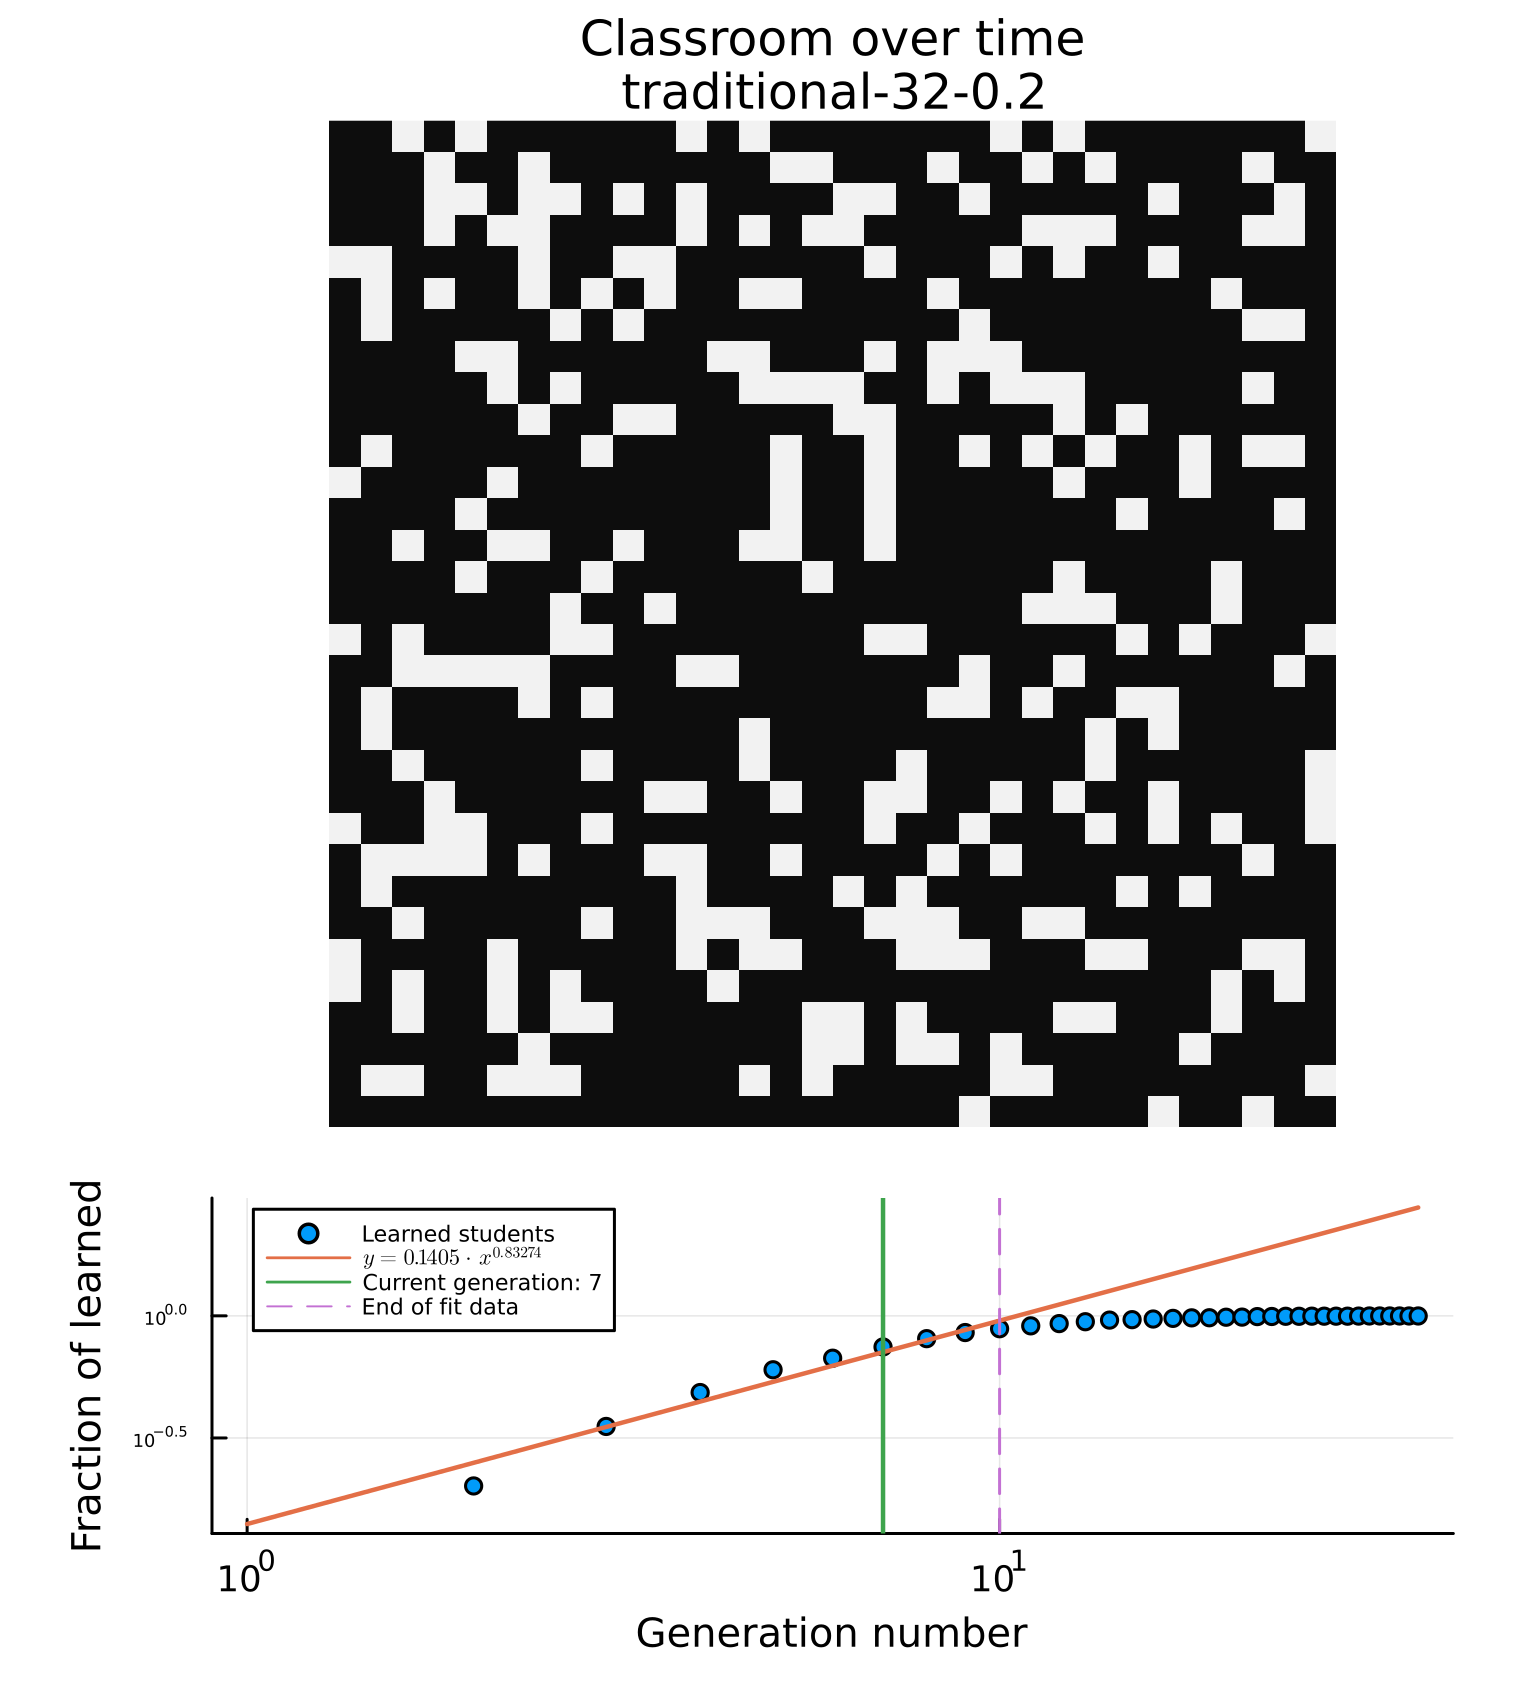 Classroom over time
traditional-32-0.2
Fraction of learned
Learned students
y = 0.1405 · x^0.83274
Current generation: 7
End of fit data
10^0.0
10^−0.5
10^0
10^1
Generation number